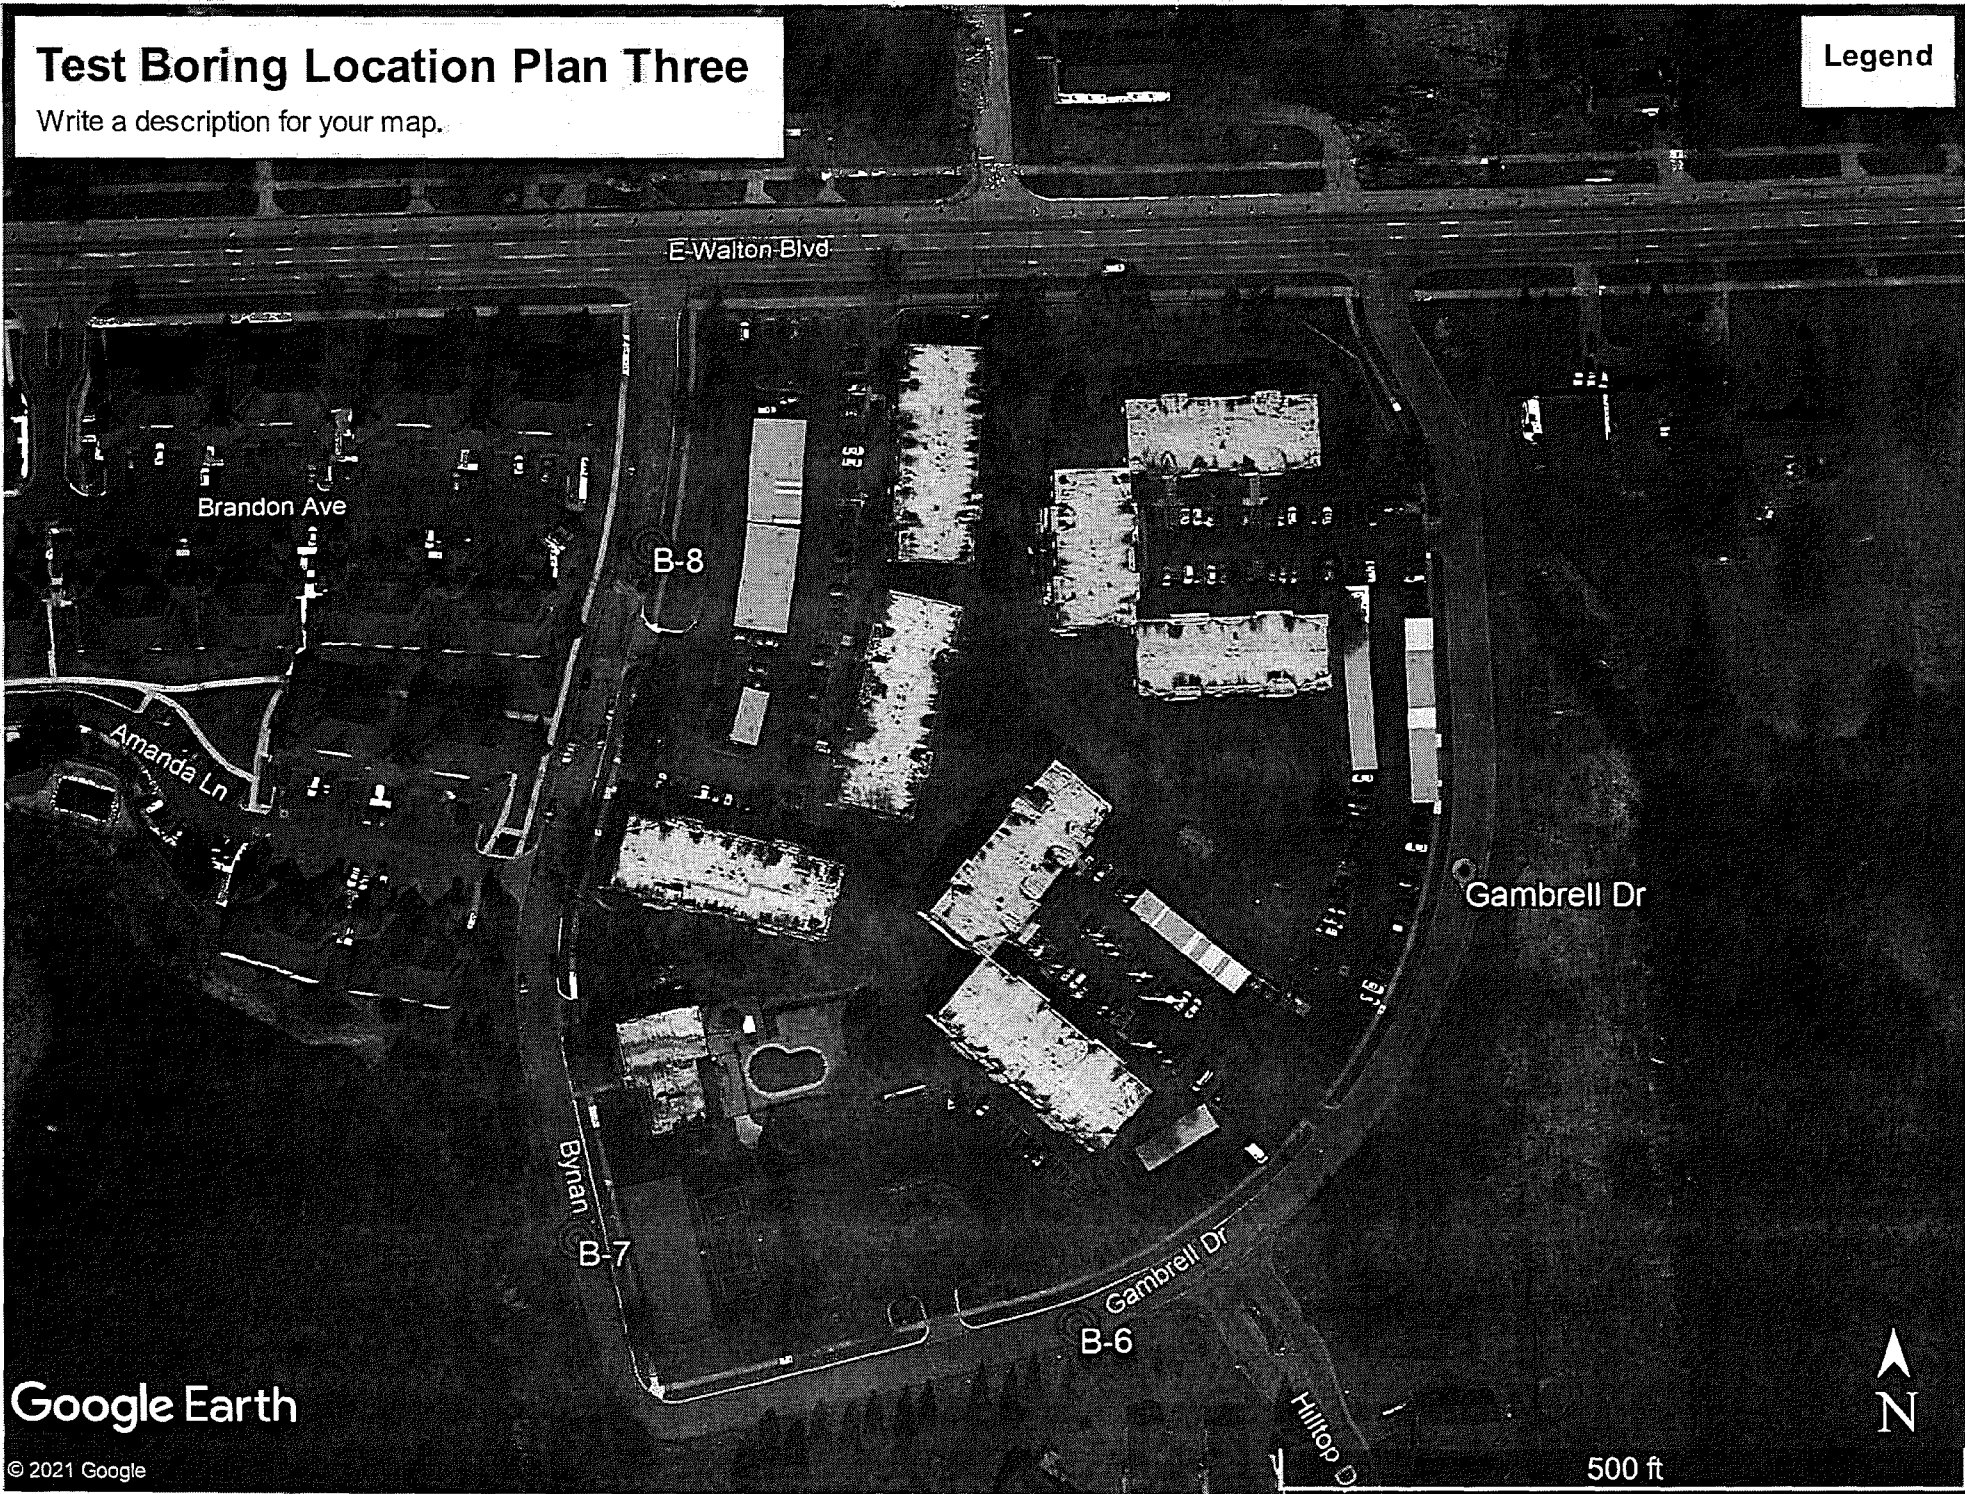 Test Boring Location Plan Three
Write a description for your map.
Legend
E Walton Blvd
Brandon Ave
B-8
Amanda Ln
Gambrell Dr
Bynan
B-7
Gambrell Dr
B-6
Hilltop D
Google Earth
N
© 2021 Google
500 ft